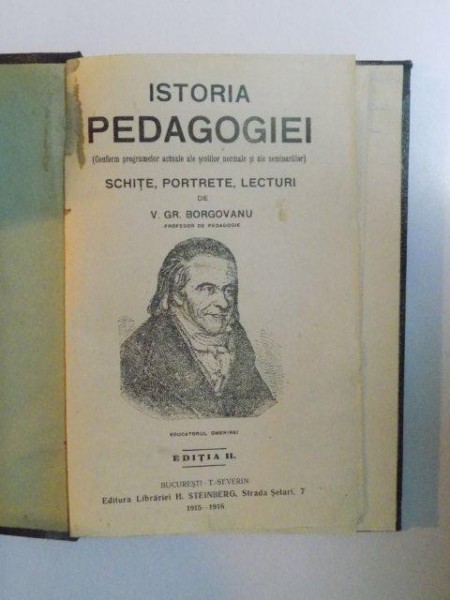 ISTORIA
PEDAGOGIEI
(Conform programelor actuale ale școlilor normale și ale seminariilor)
SCHIȚE, PORTRETE, LECTURI
DE
V. GR. BORGOVANU
PROFESOR DE PEDAGOGIE
EDUCATORUL OMENIREI
EDIȚIA II.
BUCUREȘTI - T.-SEVERIN
Editura Librăriei H. STEINBERG, Strada Șelari, 7
1915—1916